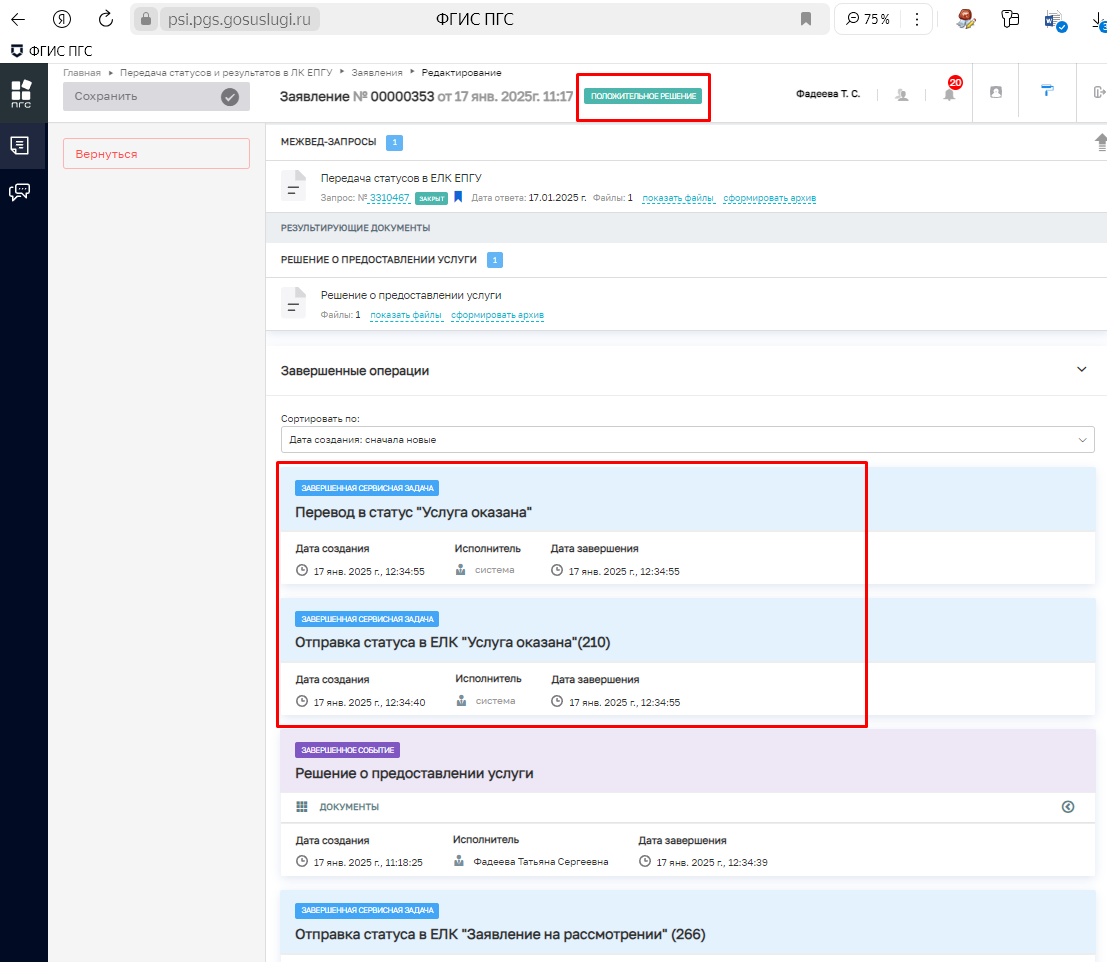 psi.pgs.gosuslugi.ru
ФГИС ПГС
75 %
ФГИС ПГС
Главная
Передача статусов и результатов в ЛК ЕПГУ
Заявления
Редактирование
ПГС
Сохранить
Заявление № 00000353 от 17 янв. 2025г. 11:17
ПОЛОЖИТЕЛЬНОЕ РЕШЕНИЕ
Фадеева Т. С.
20
Вернуться
МЕЖВЕД-ЗАПРОСЫ 1
Передача статусов в ЕЛК ЕПГУ
Запрос: № 3310467 ЗАКРЫТ Дата ответа: 17.01.2025 г. Файлы: 1 показать файлы сформировать архив
РЕЗУЛЬТИРУЮЩИЕ ДОКУМЕНТЫ
РЕШЕНИЕ О ПРЕДОСТАВЛЕНИИ УСЛУГИ 1
Решение о предоставлении услуги
Файлы: 1 показать файлы сформировать архив
Завершенные операции
Сортировать по:
Дата создания: сначала новые
ЗАВЕРШЕННАЯ СЕРВИСНАЯ ЗАДАЧА
Перевод в статус "Услуга оказана"
Дата создания Исполнитель Дата завершения
17 янв. 2025 г., 12:34:55 система 17 янв. 2025 г., 12:34:55
ЗАВЕРШЕННАЯ СЕРВИСНАЯ ЗАДАЧА
Отправка статуса в ЕЛК "Услуга оказана"(210)
Дата создания Исполнитель Дата завершения
17 янв. 2025 г., 12:34:40 система 17 янв. 2025 г., 12:34:55
ЗАВЕРШЕННОЕ СОБЫТИЕ
Решение о предоставлении услуги
ДОКУМЕНТЫ
Дата создания Исполнитель Дата завершения
17 янв. 2025 г., 11:18:25 Фадеева Татьяна Сергеевна 17 янв. 2025 г., 12:34:39
ЗАВЕРШЕННАЯ СЕРВИСНАЯ ЗАДАЧА
Отправка статуса в ЕЛК "Заявление на рассмотрении" (266)